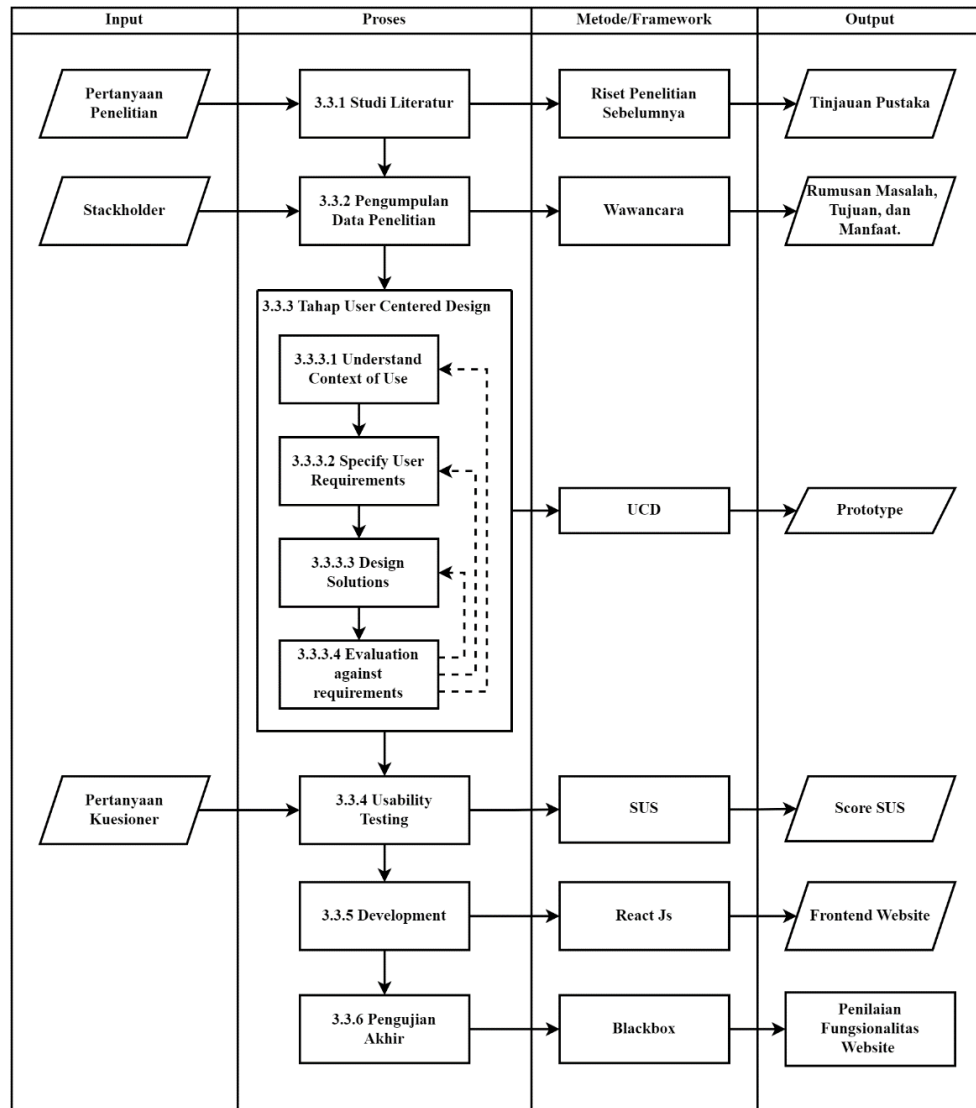 Input
Proses
Metode/Framework
Output
Pertanyaan
Penelitian
3.3.1 Studi Literatur
Riset Penelitian
Sebelumnya
Tinjauan Pustaka
Stackholder
3.3.2 Pengumpulan
Data Penelitian
Wawancara
Rumusan Masalah,
Tujuan, dan
Manfaat.
3.3.3 Tahap User Centered Design
3.3.3.1 Understand
Context of Use
3.3.3.2 Specify User
Requirements
3.3.3.3 Design
Solutions
3.3.3.4 Evaluation
against
requirements
UCD
Prototype
Pertanyaan
Kuesioner
3.3.4 Usability
Testing
SUS
Score SUS
3.3.5 Development
React Js
Frontend Website
3.3.6 Pengujian
Akhir
Blackbox
Penilaian
Fungsionalitas
Website